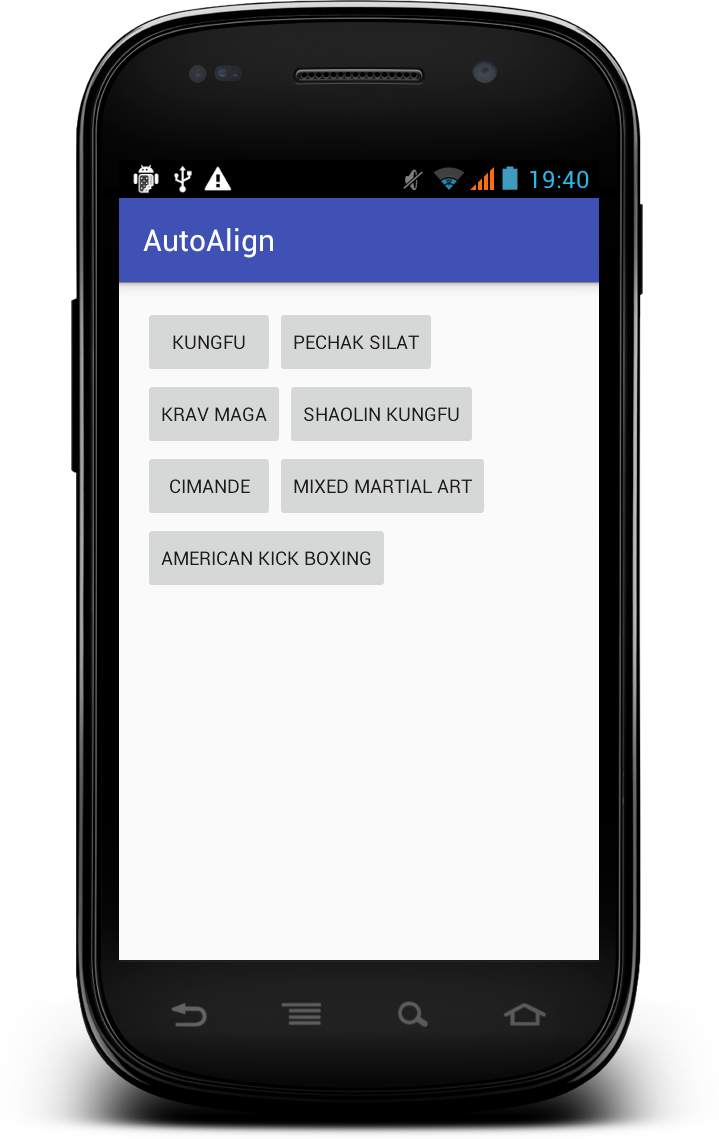 19:40
AutoAlign
KUNGFU PECHAK SILAT
KRAV MAGA SHAOLIN KUNGFU
CIMANDE MIXED MARTIAL ART
AMERICAN KICK BOXING